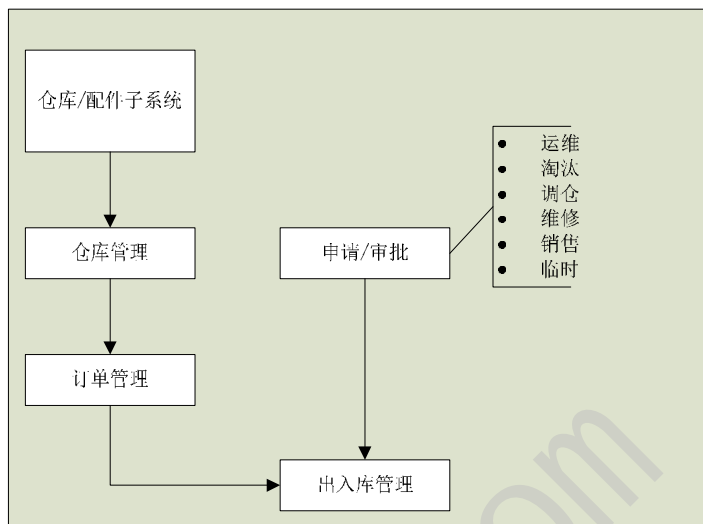 仓库/配件子系统
仓库管理
订单管理
申请/审批
● 运维
● 淘汰
● 调仓
● 维修
● 销售
● 临时
出入库管理
om